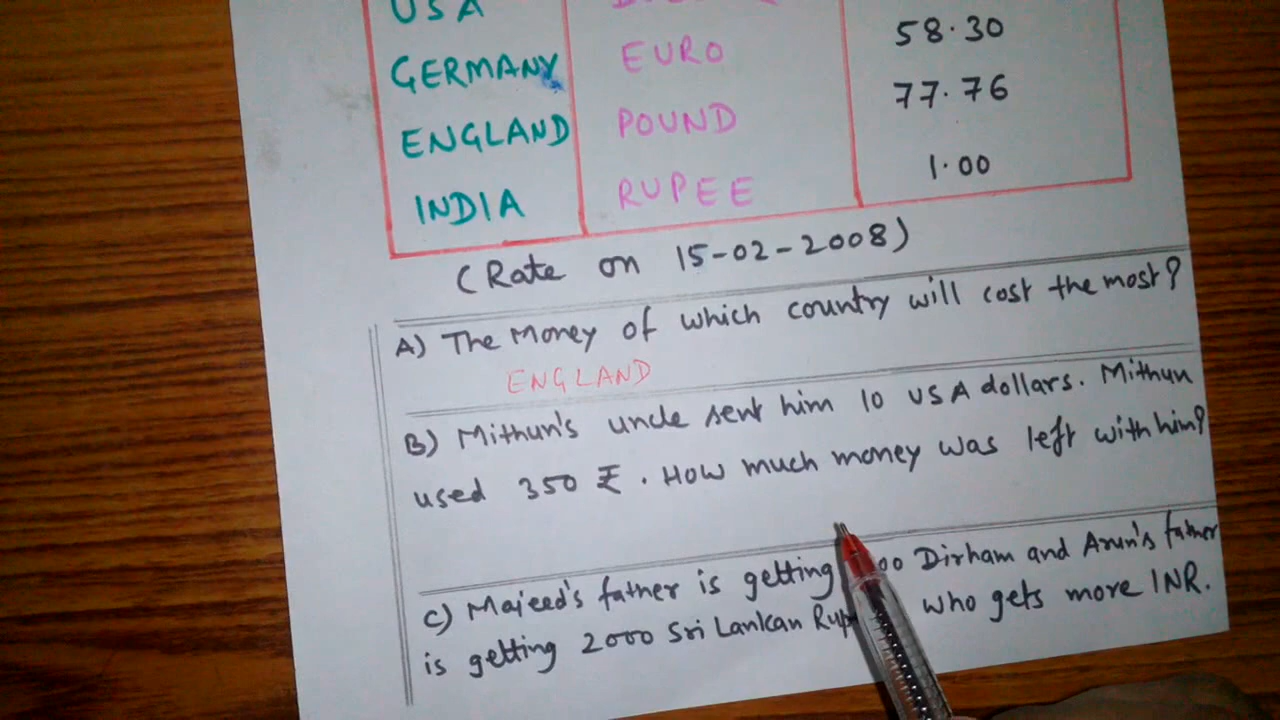 USA
GERMANY EURO 58.30
ENGLAND POUND 77.76
INDIA RUPEE 1.00
(Rate on 15-02-2008)
A) The Money of which country will cost the most?
ENGLAND
B) Mithun's uncle sent him 10 USA dollars. Mithun
used 350 ₹. How much money was left with him?
C) Majeed's father is getting Dirham and Arun's father
is getting 2000 Sri Lankan who gets more INR.